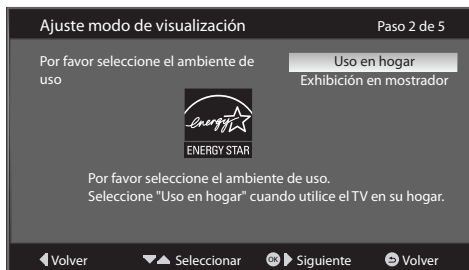 Ajuste modo de visualización Paso 2 de 5
Por favor seleccione el ambiente de uso
Uso en hogar
Exhibición en mostrador
energy
ENERGY STAR
Por favor seleccione el ambiente de uso.
Seleccione "Uso en hogar" cuando utilice el TV en su hogar.
Volver Seleccionar OK Siguiente Volver